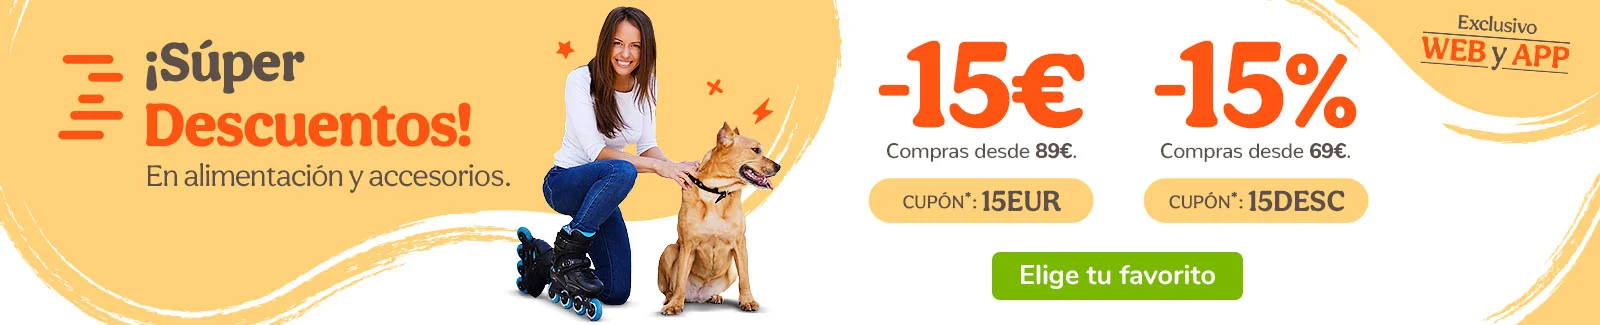 ¡Súper
Descuentos!
En alimentación y accesorios.
-15€
Compras desde 89€.
CUPÓN*: 15EUR
-15%
Compras desde 69€.
CUPÓN*: 15DESC
Elige tu favorito
Exclusivo
WEB y APP